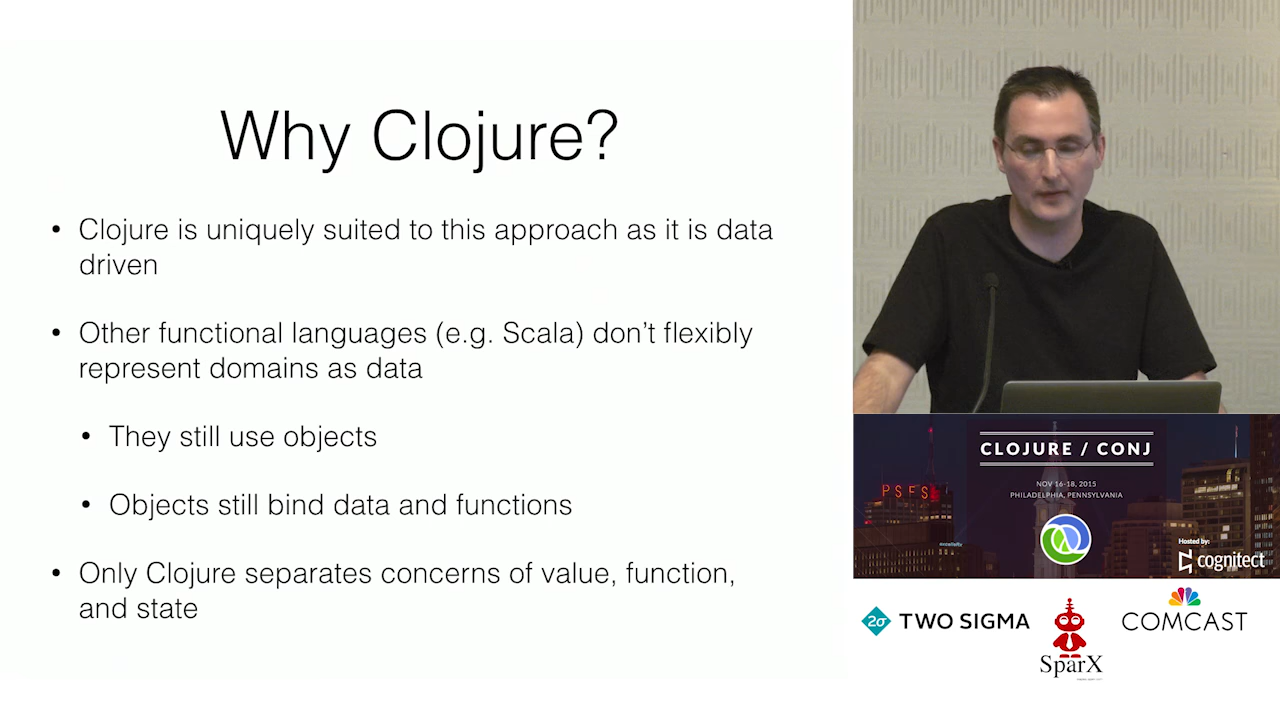 Why Clojure?
• Clojure is uniquely suited to this approach as it is data
driven
• Other functional languages (e.g. Scala) don’t flexibly
represent domains as data
• They still use objects
• Objects still bind data and functions
• Only Clojure separates concerns of value, function,
and state
CLOJURE / CONJ
NOV 16-18, 2015
PHILADELPHIA, PENNSYLVANIA
PSFS
Hosted by:
cognitect
2σ TWO SIGMA
SparX
COMCAST